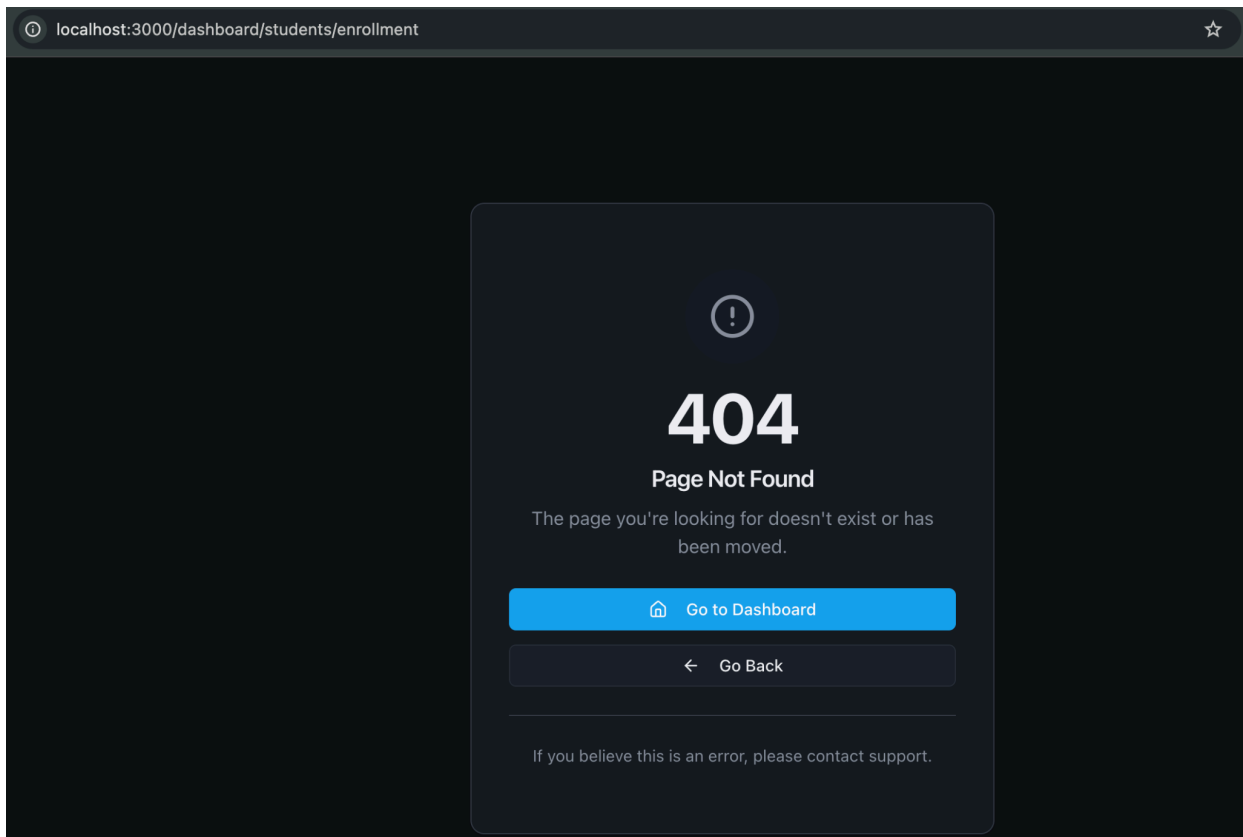 localhost:3000/dashboard/students/enrollment
404
Page Not Found
The page you're looking for doesn't exist or has
been moved.
Go to Dashboard
Go Back
If you believe this is an error, please contact support.